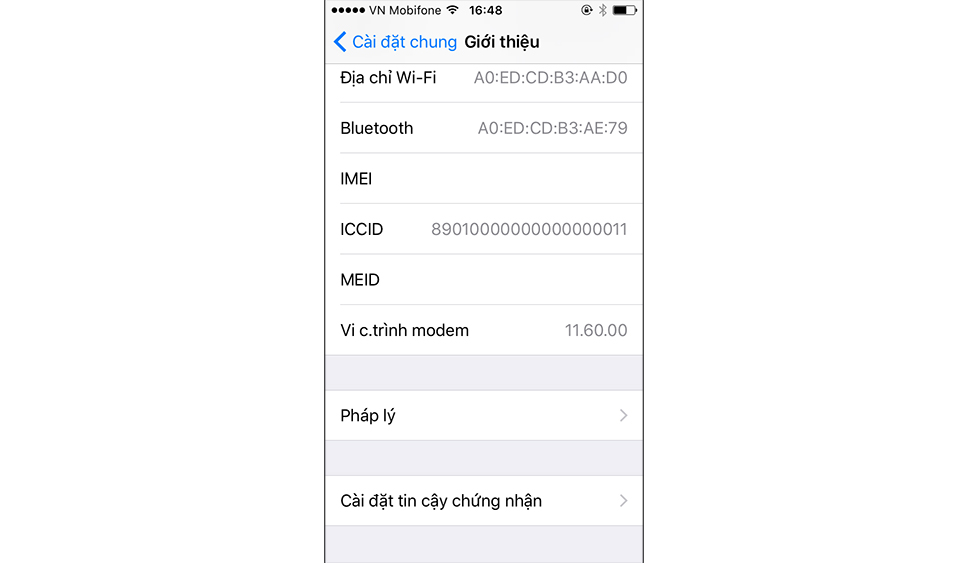 VN Mobifone 16:48
Cài đặt chung Giới thiệu
Địa chỉ Wi-Fi A0:ED:CD:B3:AA:D0
Bluetooth A0:ED:CD:B3:AE:79
IMEI
ICCID 89010000000000000011
MEID
Vi c.trình modem 11.60.00
Pháp lý
Cài đặt tin cậy chứng nhận